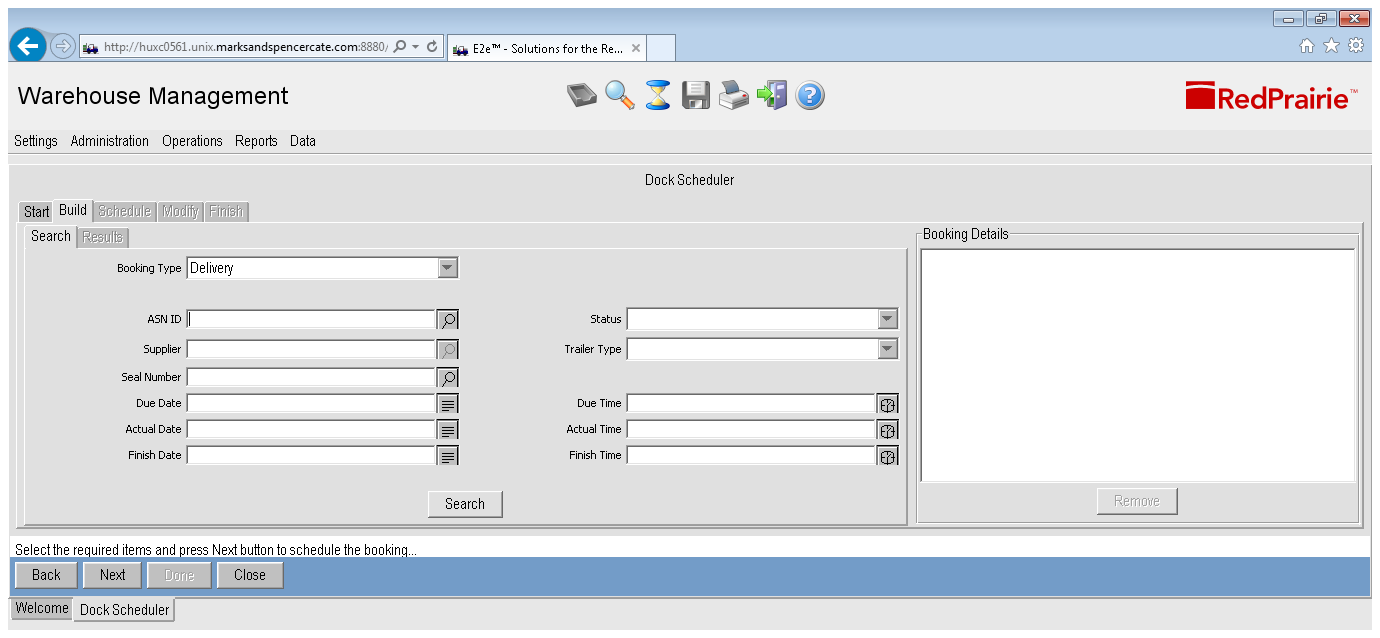 http://huxc0561.unix.marksandspencercate.com:8880/
E2e™ - Solutions for the Re...
Warehouse Management
RedPrairie™
Settings Administration Operations Reports Data
Dock Scheduler
Start Build Schedule Modify Finish
Search Results
Booking Details
Booking Type Delivery
ASN ID
Status
Supplier
Trailer Type
Seal Number
Due Date
Due Time
Actual Date
Actual Time
Finish Date
Finish Time
Search
Remove
Select the required items and press Next button to schedule the booking...
Back Next Done Close
Welcome Dock Scheduler